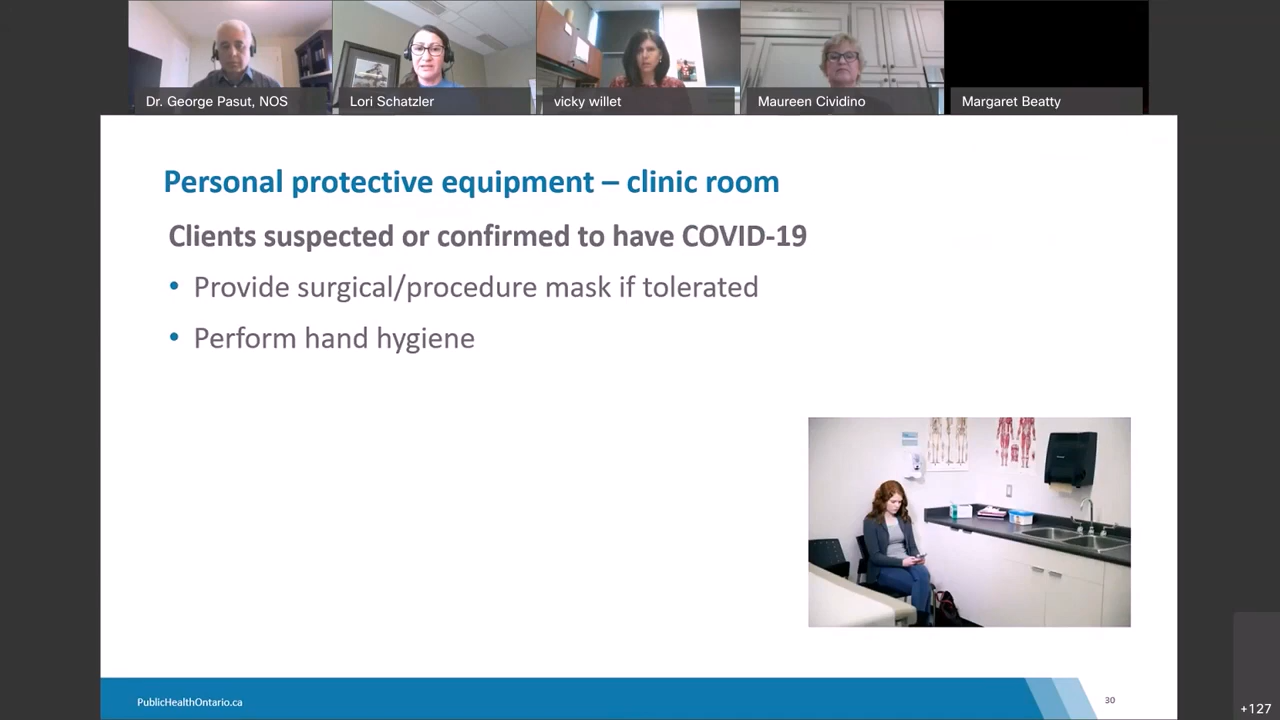 Dr. George Pasut, NOS
Lori Schatzler
vicky willet
Maureen Cividino
Margaret Beatty
Personal protective equipment – clinic room
Clients suspected or confirmed to have COVID-19
• Provide surgical/procedure mask if tolerated
• Perform hand hygiene
PublicHealthOntario.ca
30
+127